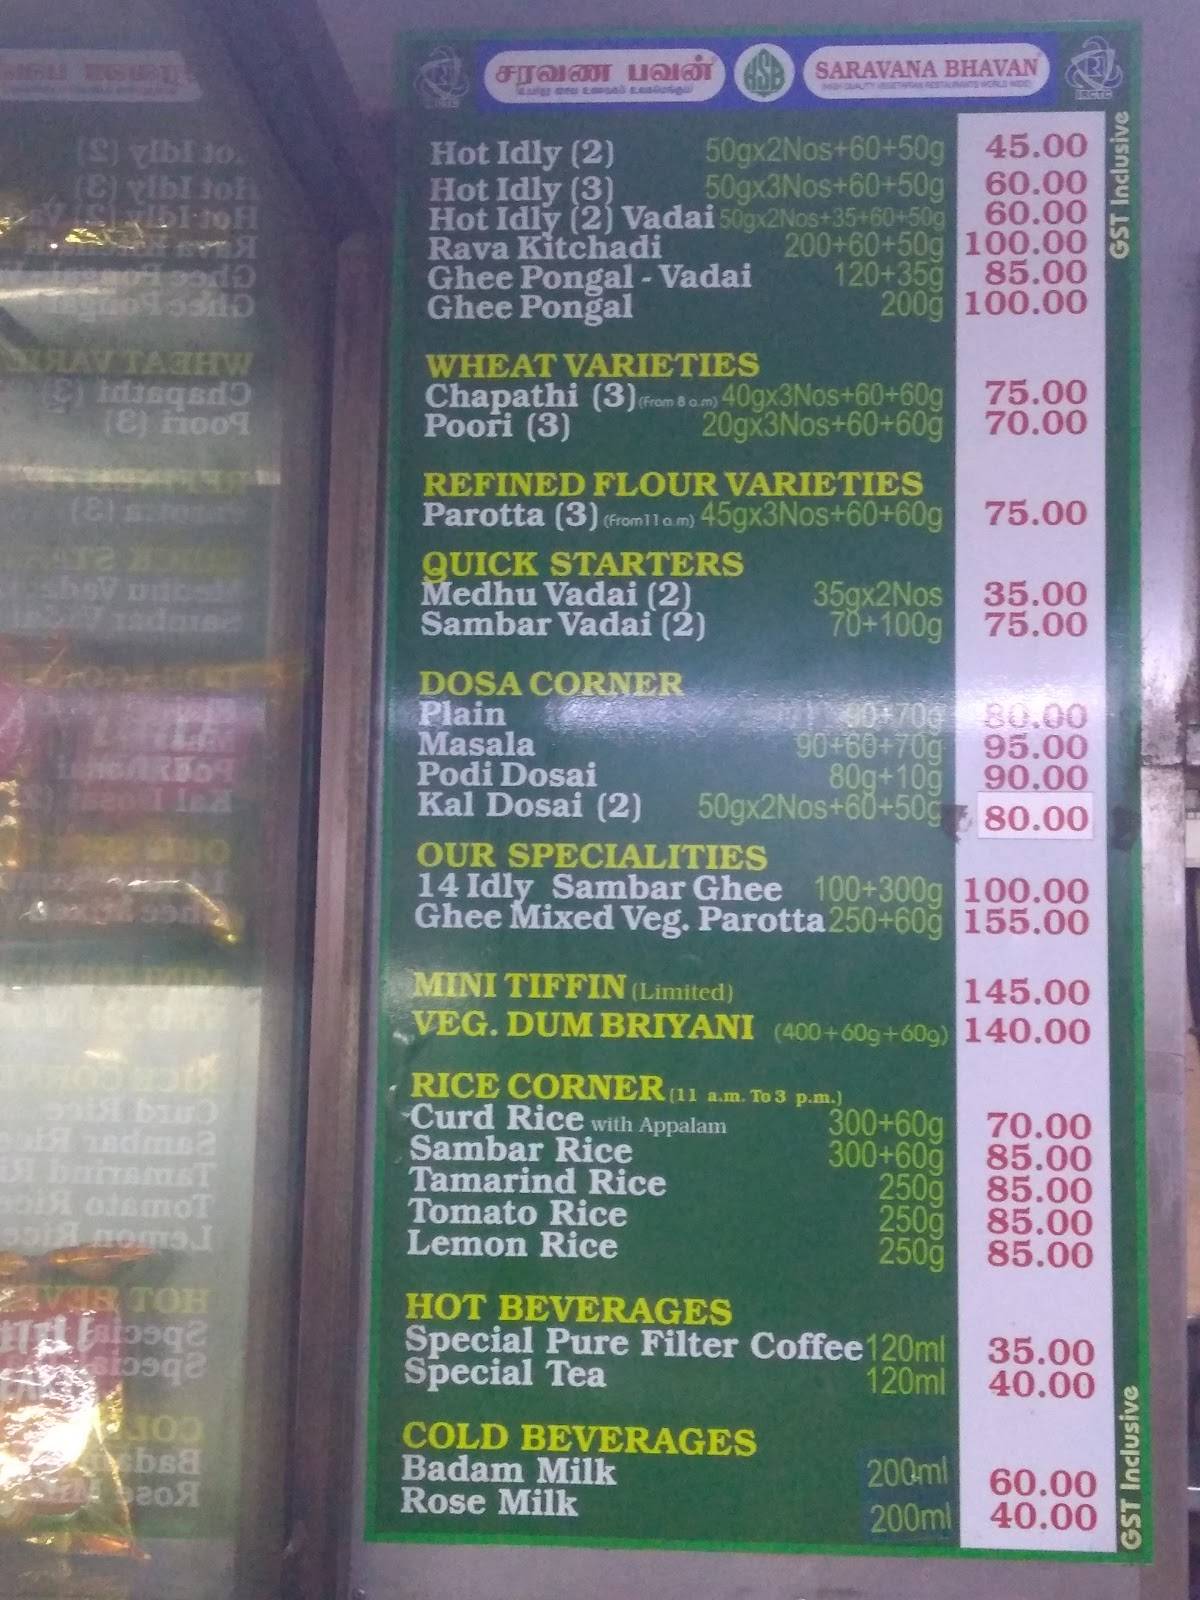 சரவண பவன் HSB SARAVANA BHAVAN
(HIGH QUALITY VEGETARIAN RESTAURANTS WORLD WIDE)
IRCTC
GST Inclusive
Hot Idly (2) 50gx2Nos+60+50g 45.00
Hot Idly (3) 50gx3Nos+60+50g 60.00
Hot Idly (2) Vadai 50gx2Nos+35+60+50g 60.00
Rava Kitchadi 200+60+50g 100.00
Ghee Pongal - Vadai 120+35g 85.00
Ghee Pongal 200g 100.00
WHEAT VARIETIES
Chapathi (3) (From 8 a.m) 40gx3Nos+60+60g 75.00
Poori (3) 20gx3Nos+60+60g 70.00
REFINED FLOUR VARIETIES
Parotta (3) (From 11 a.m) 45gx3Nos+60+60g 75.00
QUICK STARTERS
Medhu Vadai (2) 35gx2Nos 35.00
Sambar Vadai (2) 70+100g 75.00
DOSA CORNER
Plain 90+70g 80.00
Masala 90+60+70g 95.00
Podi Dosai 80g+10g 90.00
Kal Dosai (2) 50gx2Nos+60+50g 80.00
OUR SPECIALITIES
14 Idly Sambar Ghee 100+300g 100.00
Ghee Mixed Veg. Parotta 250+60g 155.00
MINI TIFFIN (Limited) 145.00
VEG. DUM BRIYANI (400+60g+60g) 140.00
RICE CORNER (11 a.m. To 3 p.m.)
Curd Rice with Appalam 300+60g 70.00
Sambar Rice 300+60g 85.00
Tamarind Rice 250g 85.00
Tomato Rice 250g 85.00
Lemon Rice 250g 85.00
HOT BEVERAGES
Special Pure Filter Coffee 120ml 35.00
Special Tea 120ml 40.00
COLD BEVERAGES
Badam Milk 200ml 60.00
Rose Milk 200ml 40.00
GST Inclusive